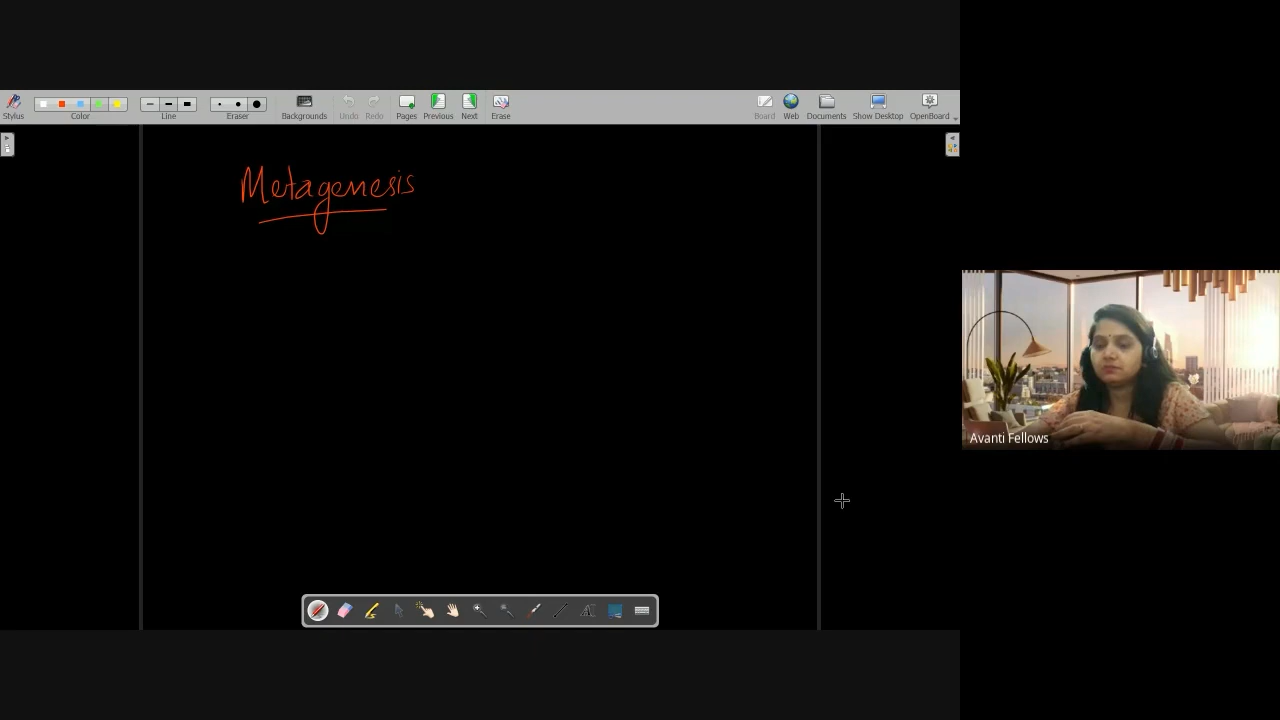 Stylus
Color
Line
Eraser
Backgrounds
Undo
Redo
Pages
Previous
Next
Erase
Board
Web
Documents
Show Desktop
OpenBoard
Metagenesis
Avanti Fellows